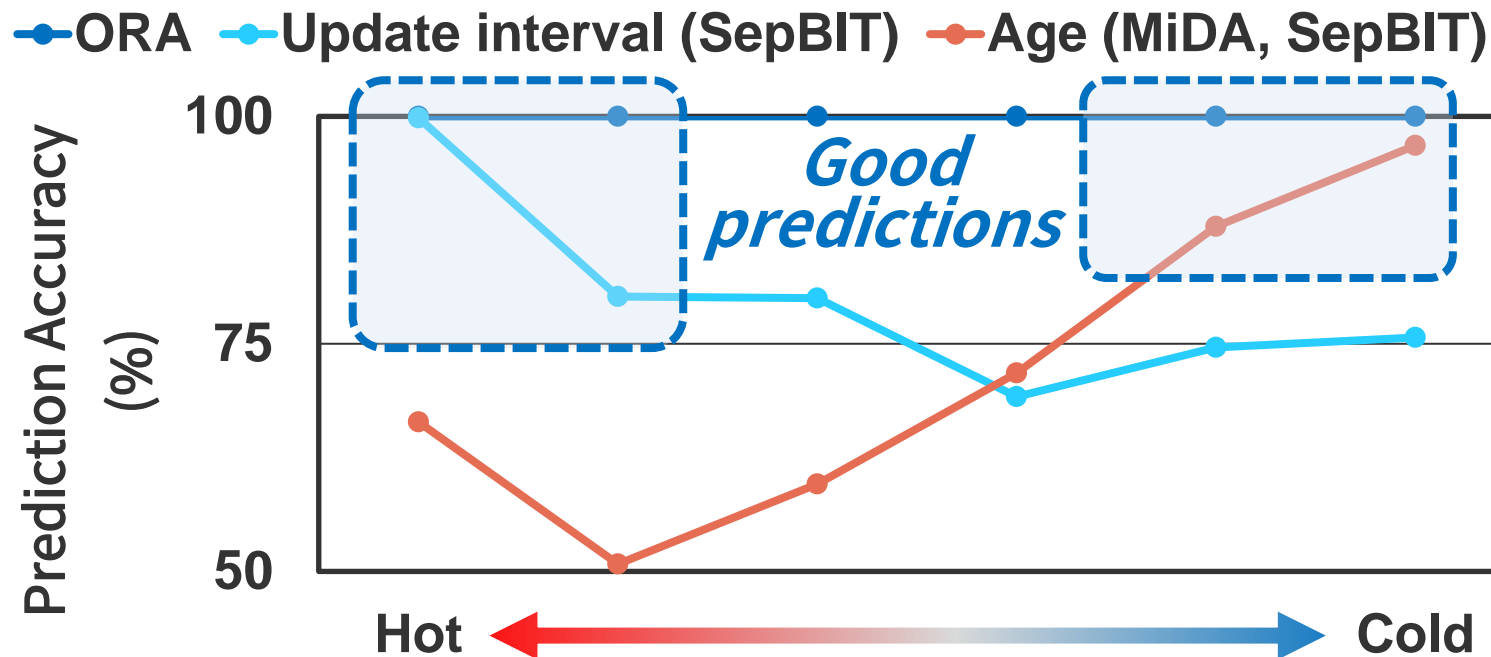 ORA Update interval (SepBIT) Age (MiDA, SepBIT)
Prediction Accuracy
(%)
100
75
50
Good
predictions
Hot Cold